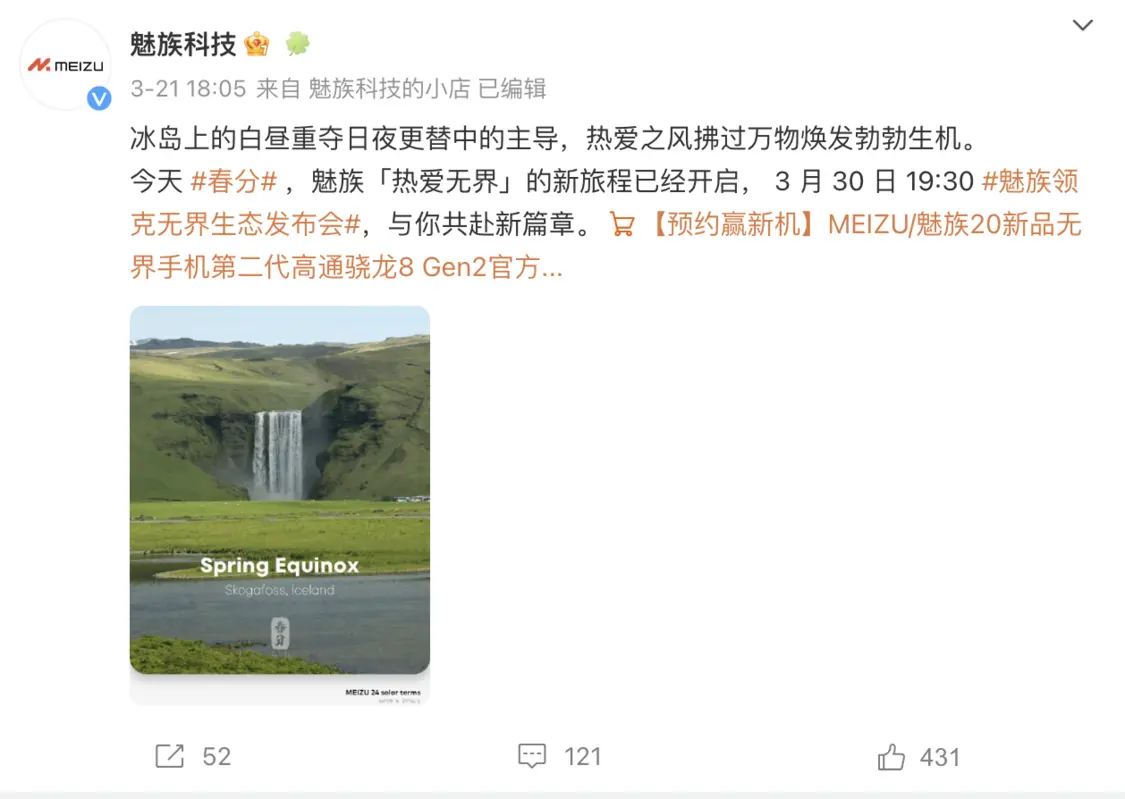 MEIZU
魅族科技
3-21 18:05 来自 魅族科技的小店 已编辑
冰岛上的白昼重夺日夜更替中的主导，热爱之风拂过万物焕发勃勃生机。
今天 #春分# ，魅族「热爱无界」的新旅程已经开启， 3 月 30 日 19:30 #魅族领
克无界生态发布会#，与你共赴新篇章。 【预约赢新机】MEIZU/魅族20新品无
界手机第二代高通骁龙8 Gen2官方...
Spring Equinox
Skogafoss, Iceland
春分
MEIZU 24 solar terms
52
121
431